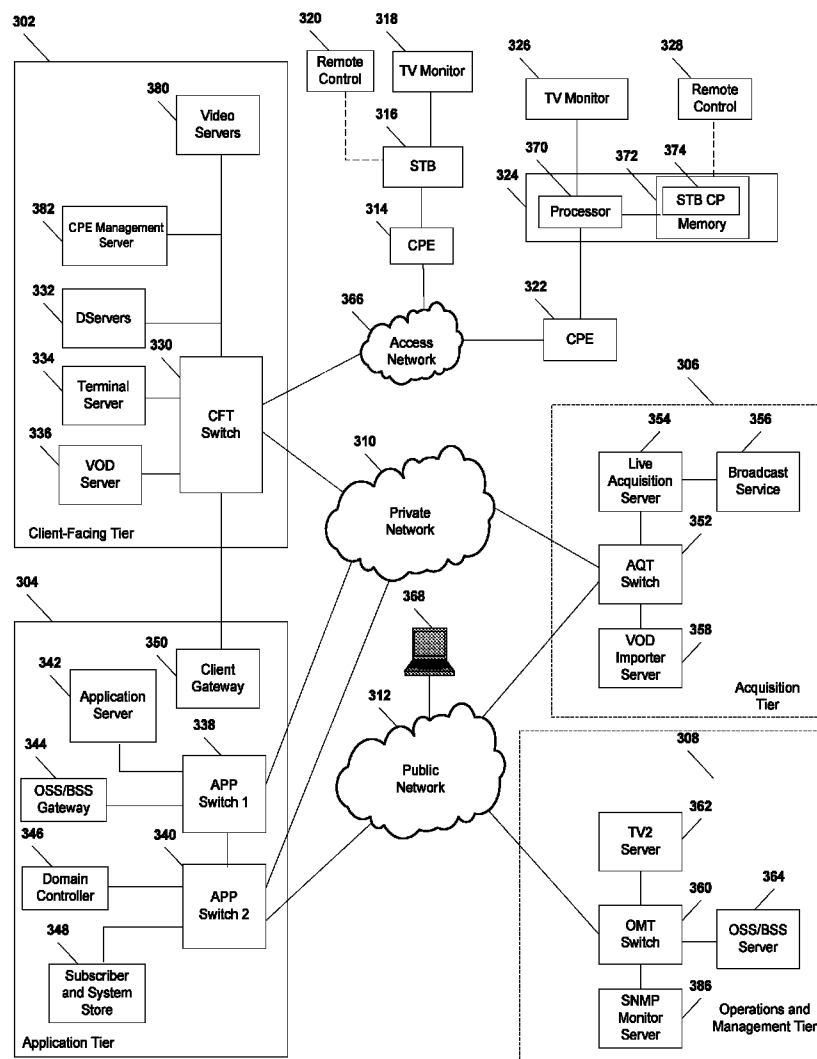 302
320
318
326
328
380
Remote
Control
TV Monitor
TV Monitor
Remote
Control
Video
Servers
316
370
374
372
324
STB
Processor
STB CP
Memory
382
CPE Management
Server
314
CPE
332
DServers
330
366
322
Access
Network
CPE
334
Terminal
Server
CFT
Switch
306
336
VOD
Server
310
354
356
Live
Acquisition
Server
Broadcast
Service
Private
Network
352
Client-Facing Tier
AQT
Switch
304
368
350
358
342
Client
Gateway
VOD
Importer
Server
Application
Server
312
Acquisition
Tier
338
344
308
OSS/BSS
Gateway
APP
Switch 1
Public
Network
346
340
362
TV2
Server
Domain
Controller
APP
Switch 2
360
364
348
OMT
Switch
OSS/BSS
Server
Subscriber
and System
Store
386
SNMP
Monitor
Server
Operations and
Management Tier
Application Tier